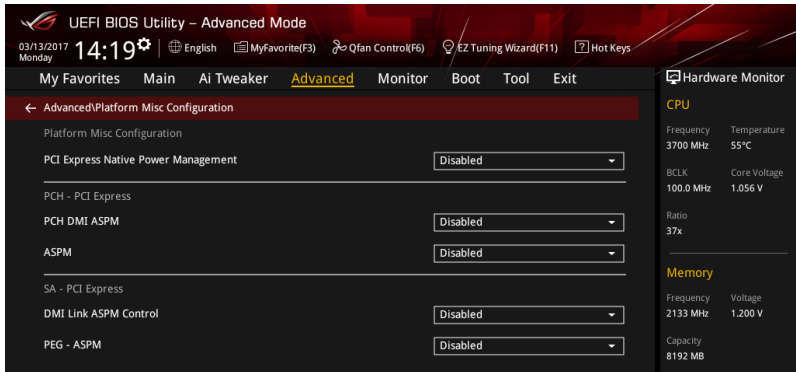 UEFI BIOS Utility – Advanced Mode
03/13/2017 Monday 14:19 English MyFavorite(F3) Qfan Control(F6) EZ Tuning Wizard(F11) ? Hot Keys
My Favorites Main Ai Tweaker Advanced Monitor Boot Tool Exit
← Advanced\Platform Misc Configuration
Platform Misc Configuration
PCI Express Native Power Management Disabled
PCH - PCI Express
PCH DMI ASPM Disabled
ASPM Disabled
SA - PCI Express
DMI Link ASPM Control Disabled
PEG - ASPM Disabled
Hardware Monitor
CPU
Frequency Temperature
3700 MHz 55°C
BCLK Core Voltage
100.0 MHz 1.056 V
Ratio
37x
Memory
Frequency Voltage
2133 MHz 1.200 V
Capacity
8192 MB